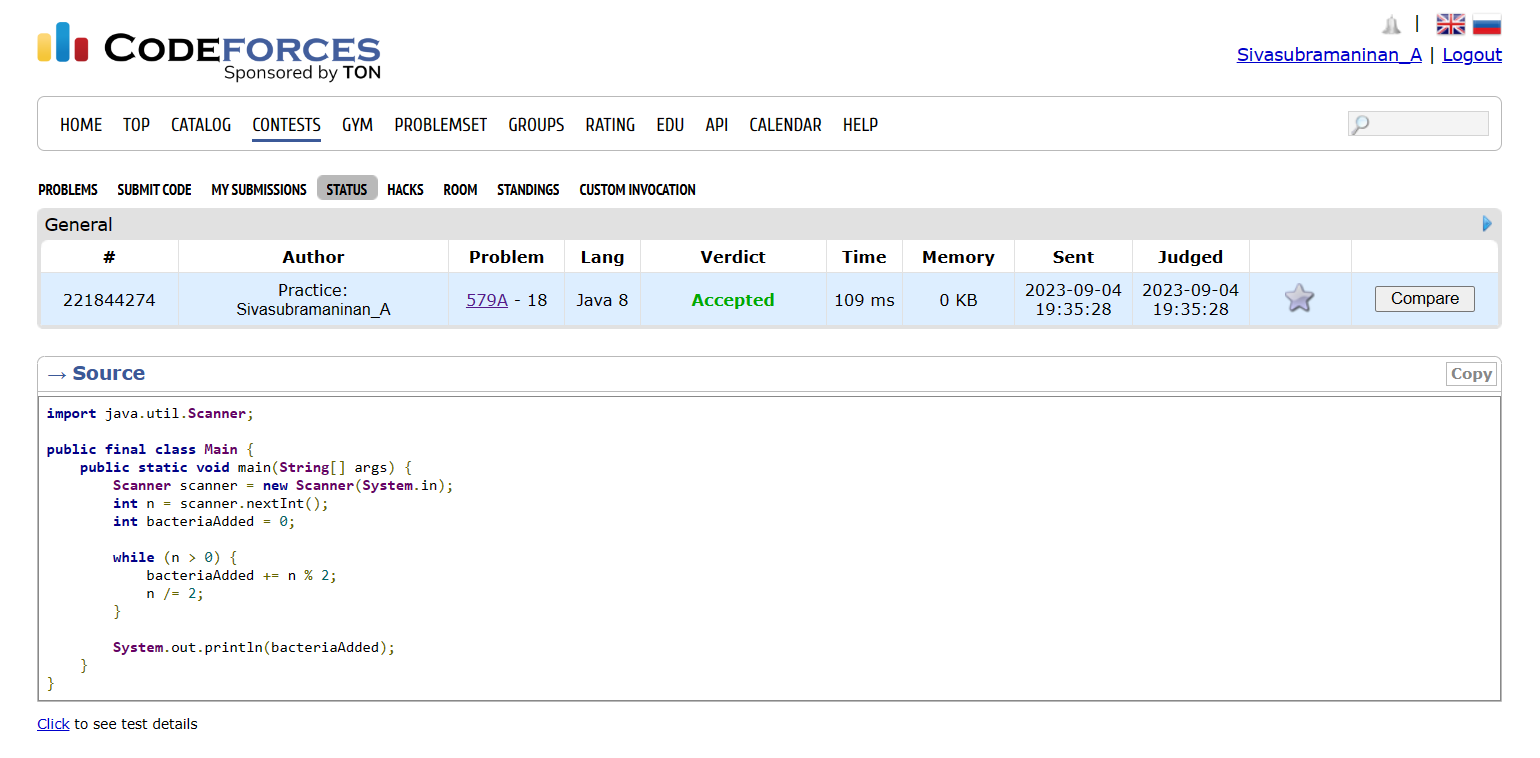 CODEFORCES
Sponsored by TON
|
Sivasubramaninan_A | Logout
HOME TOP CATALOG CONTESTS GYM PROBLEMSET GROUPS RATING EDU API CALENDAR HELP
PROBLEMS SUBMIT CODE MY SUBMISSIONS STATUS HACKS ROOM STANDINGS CUSTOM INVOCATION
General
# Author Problem Lang Verdict Time Memory Sent Judged
221844274 Practice: Sivasubramaninan_A 579A - 18 Java 8 Accepted 109 ms 0 KB 2023-09-04 19:35:28 2023-09-04 19:35:28 Compare
→ Source Copy
import java.util.Scanner;

public final class Main {
    public static void main(String[] args) {
        Scanner scanner = new Scanner(System.in);
        int n = scanner.nextInt();
        int bacteriaAdded = 0;

        while (n > 0) {
            bacteriaAdded += n % 2;
            n /= 2;
        }

        System.out.println(bacteriaAdded);
    }
}
Click to see test details